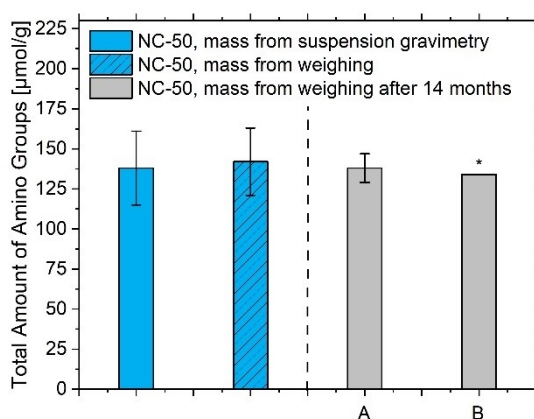 Total Amount of Amino Groups [µmol/g]
225
200
175
150
125
100
75
50
25
0
NC-50, mass from suspension gravimetry
NC-50, mass from weighing
NC-50, mass from weighing after 14 months
*
A B